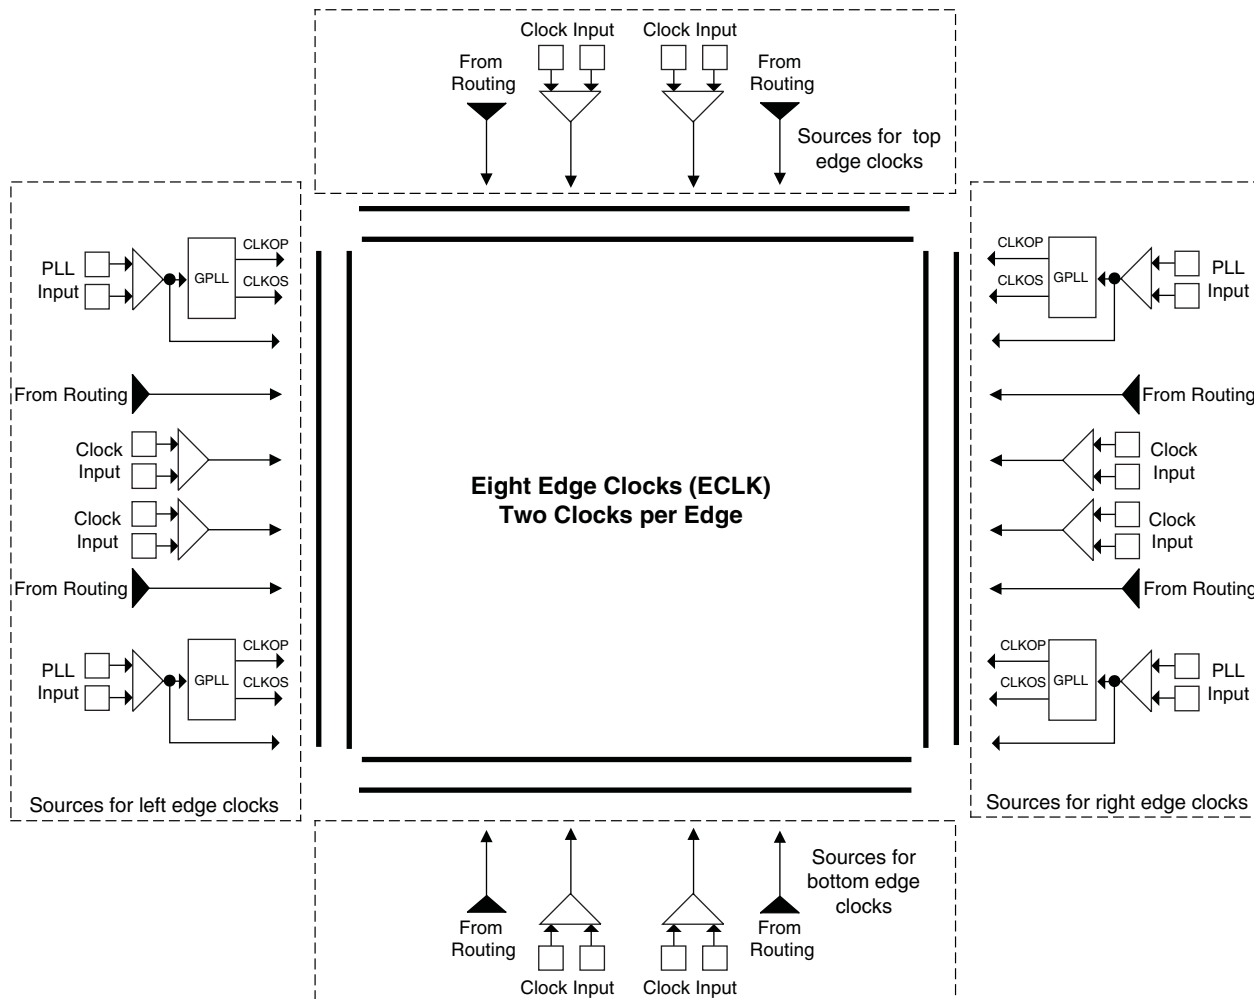 Clock Input
Clock Input
From
Routing
From
Routing
Sources for top
edge clocks
PLL
Input
GPLL
CLKOP
CLKOS
From Routing
Clock
Input
Clock
Input
From Routing
PLL
Input
GPLL
CLKOP
CLKOS
Sources for left edge clocks
Eight Edge Clocks (ECLK)
Two Clocks per Edge
CLKOP
CLKOS
GPLL
PLL
Input
From Routing
Clock
Input
Clock
Input
From Routing
CLKOP
CLKOS
GPLL
PLL
Input
Sources for right edge clocks
From
Routing
Clock Input
Clock Input
From
Routing
Sources for
bottom edge
clocks